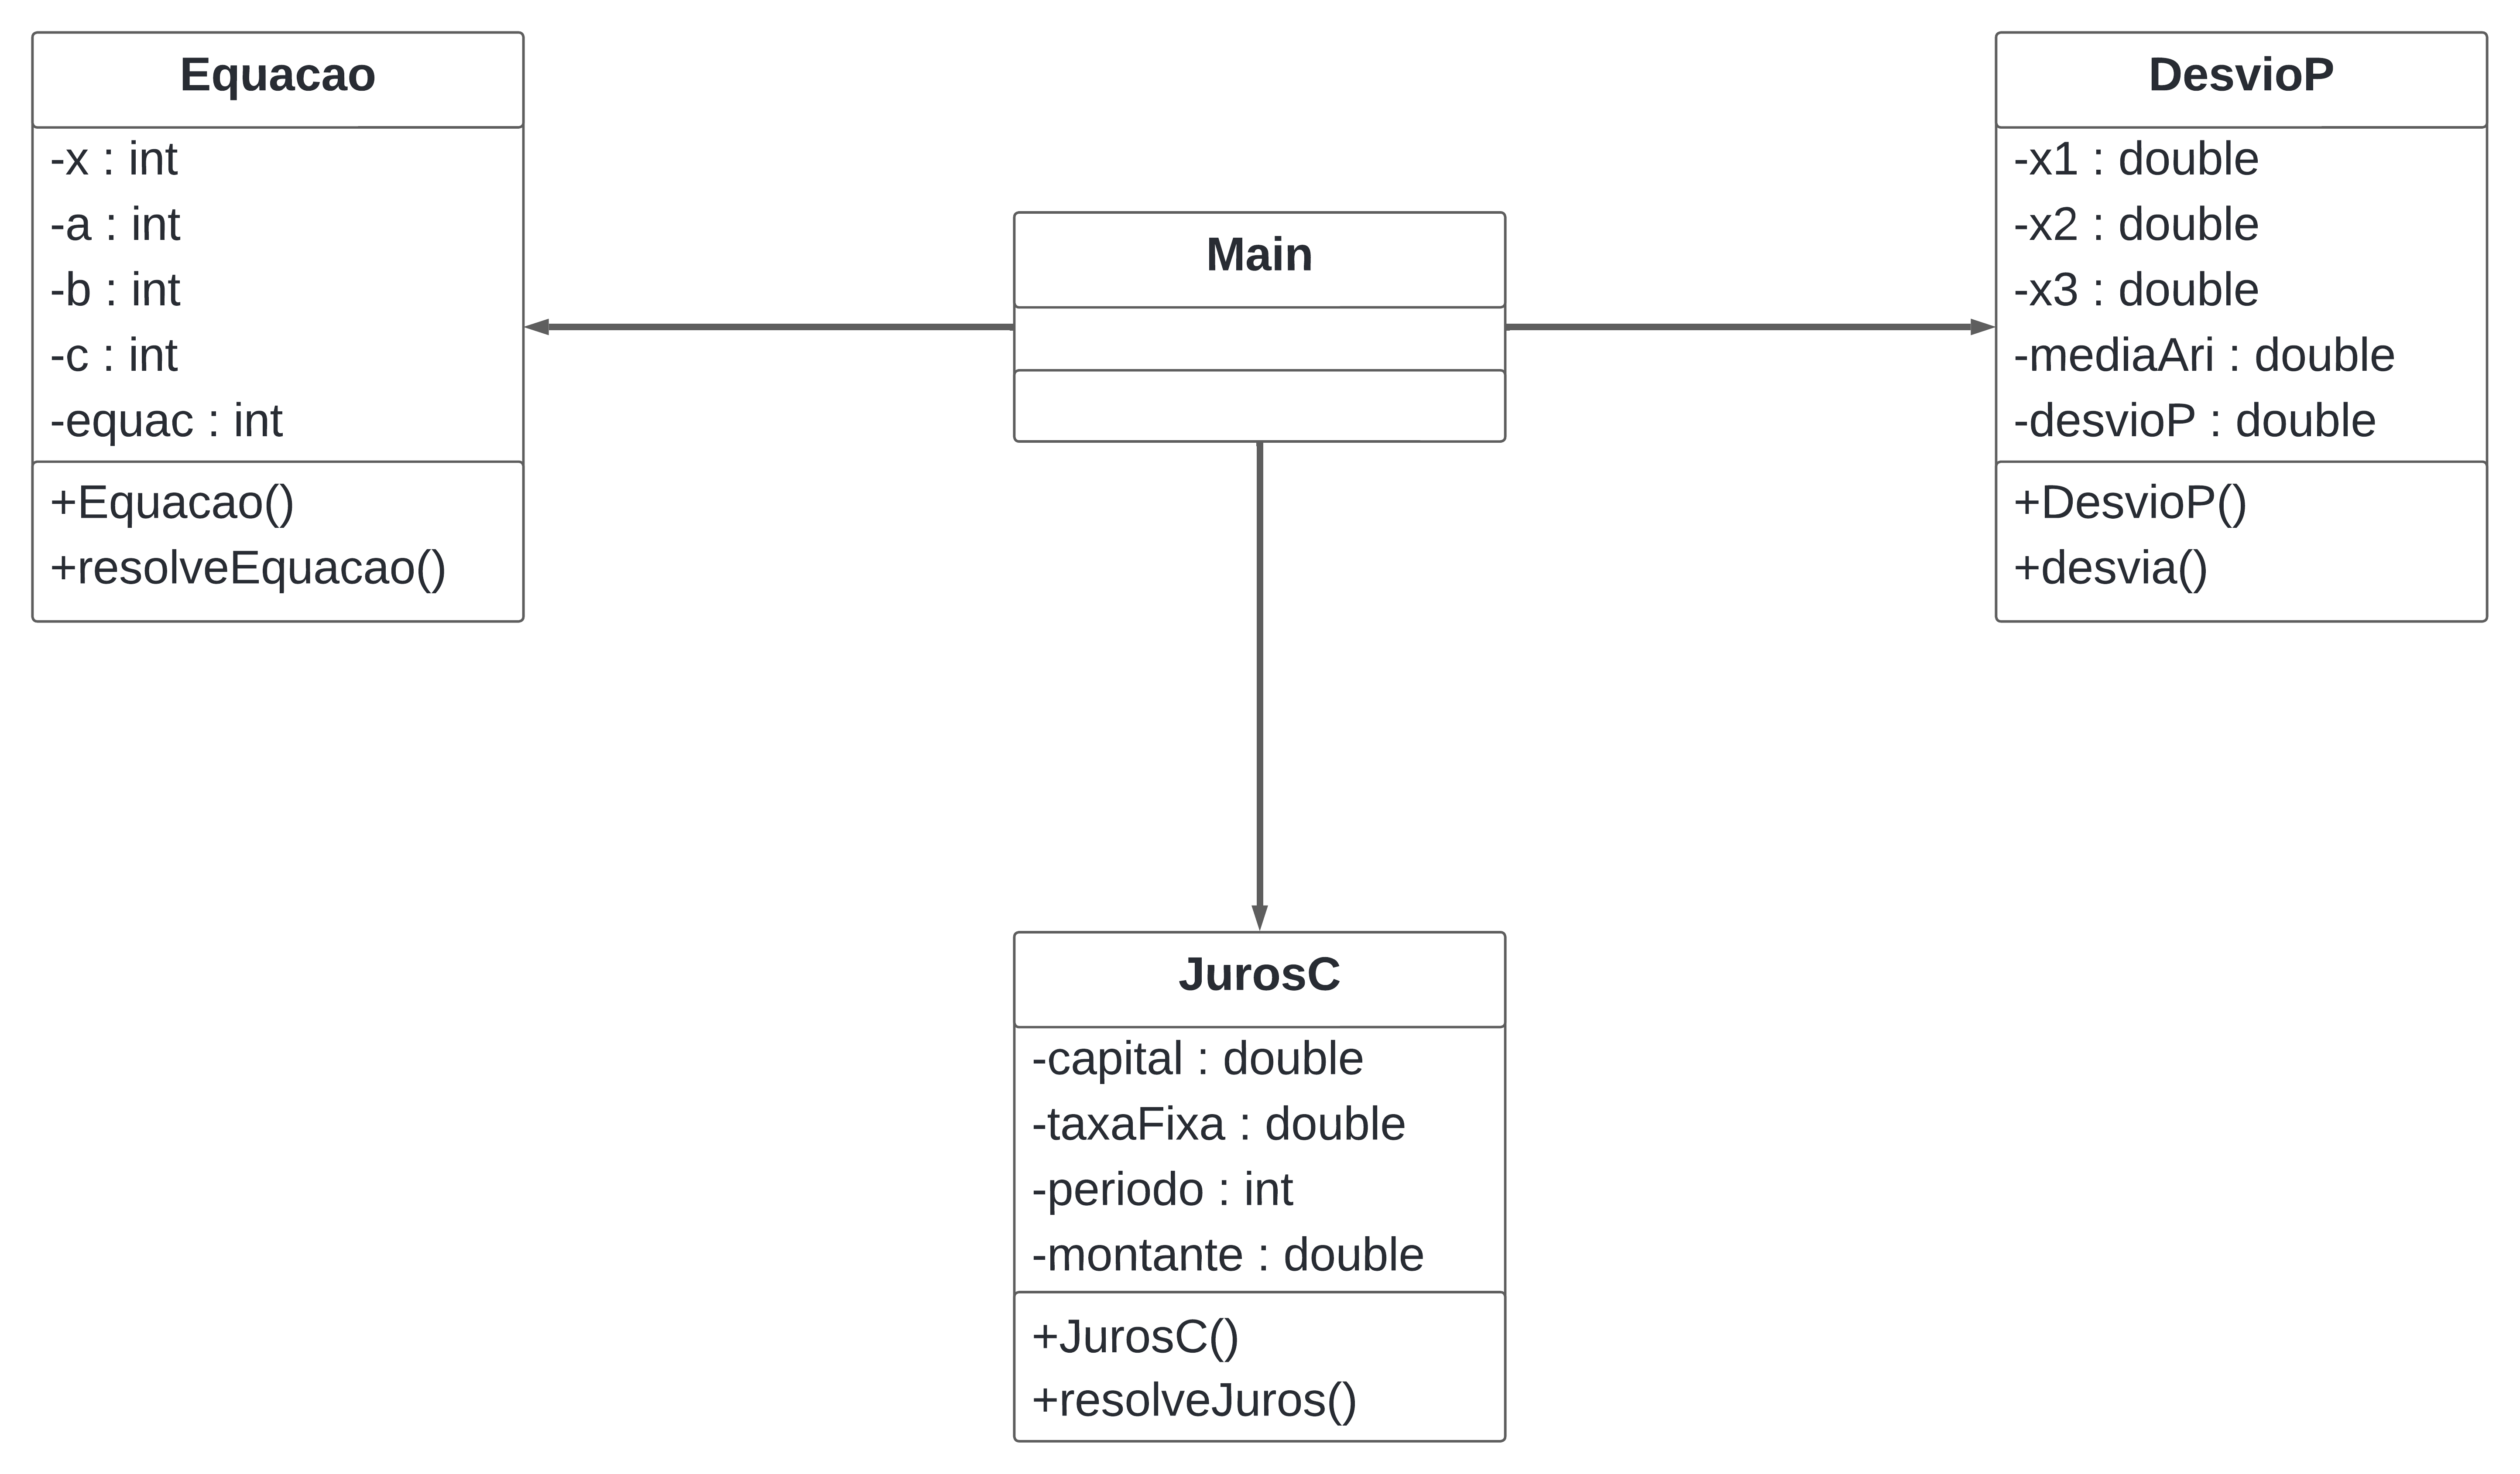 Equacao
-x : int
-a : int
-b : int
-c : int
-equac : int
+Equacao()
+resolveEquacao()
Main
DesvioP
-x1 : double
-x2 : double
-x3 : double
-mediaAri : double
-desvioP : double
+DesvioP()
+desvia()
JurosC
-capital : double
-taxaFixa : double
-periodo : int
-montante : double
+JurosC()
+resolveJuros()